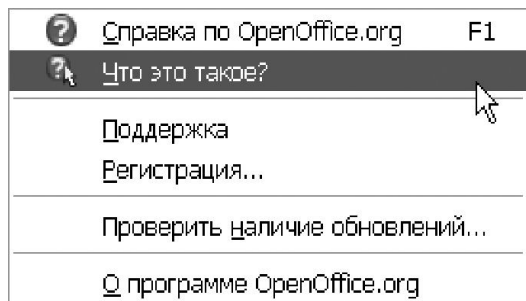 Справка по OpenOffice.org F1
Что это такое?
Поддержка
Регистрация...
Проверить наличие обновлений...
О программе OpenOffice.org